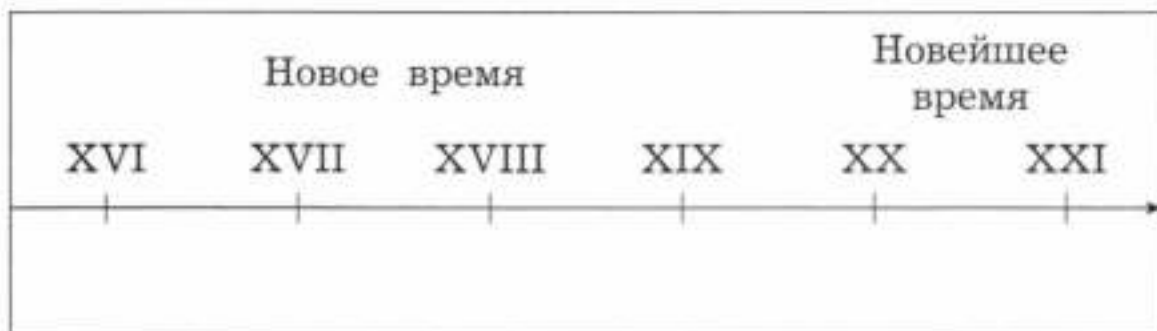 Новое время
Новейшее
время
XVI XVII XVIII XIX XX XXI